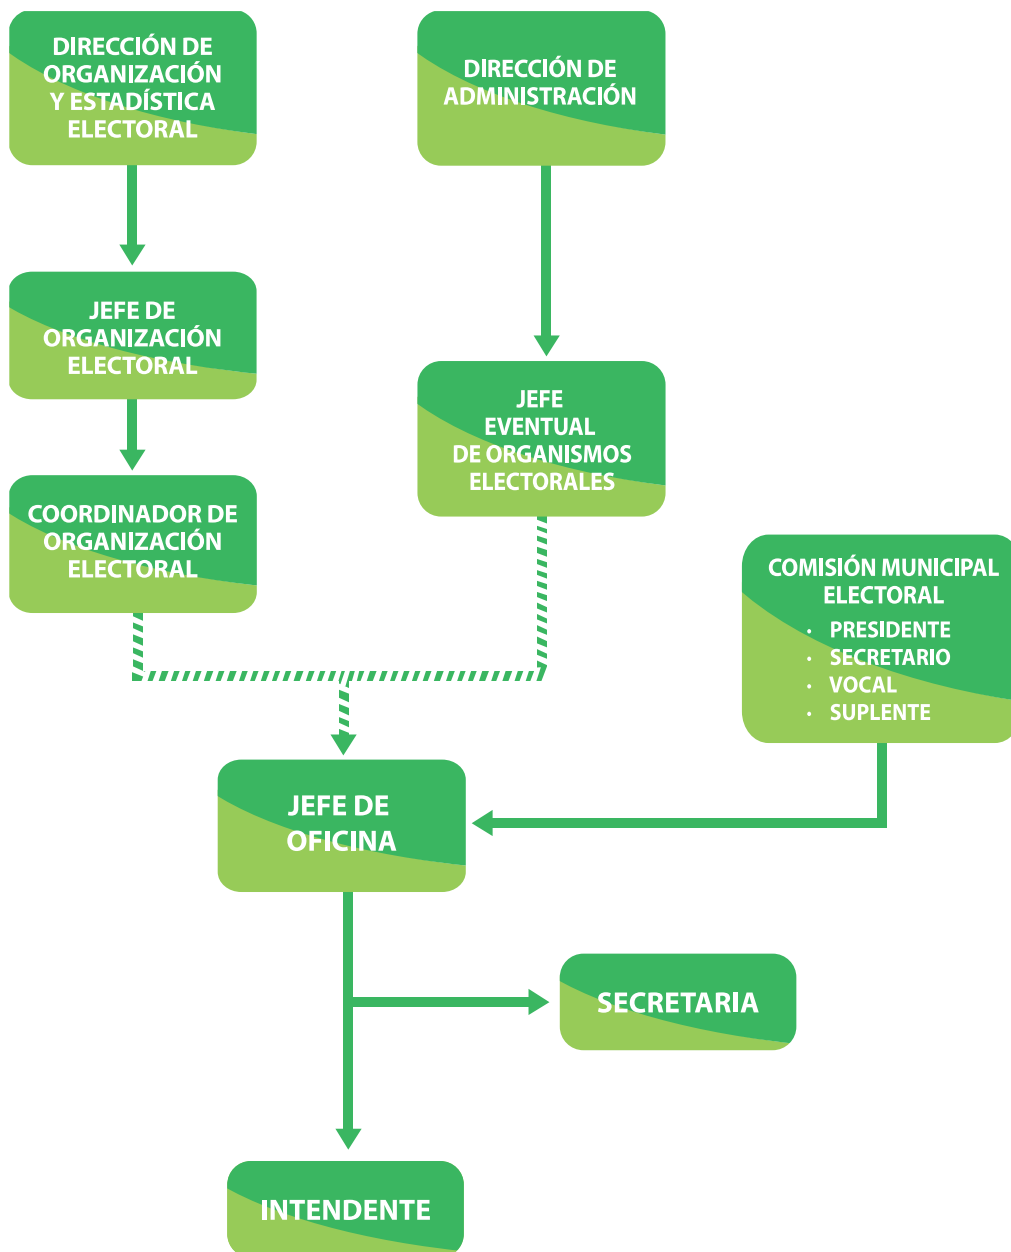 DIRECCIÓN DE
ORGANIZACIÓN
Y ESTADÍSTICA
ELECTORAL
DIRECCIÓN DE
ADMINISTRACIÓN
JEFE DE
ORGANIZACIÓN
ELECTORAL
JEFE
EVENTUAL
DE ORGANISMOS
ELECTORALES
COORDINADOR DE
ORGANIZACIÓN
ELECTORAL
COMISIÓN MUNICIPAL
ELECTORAL
· PRESIDENTE
· SECRETARIO
· VOCAL
· SUPLENTE
JEFE DE
OFICINA
SECRETARIA
INTENDENTE